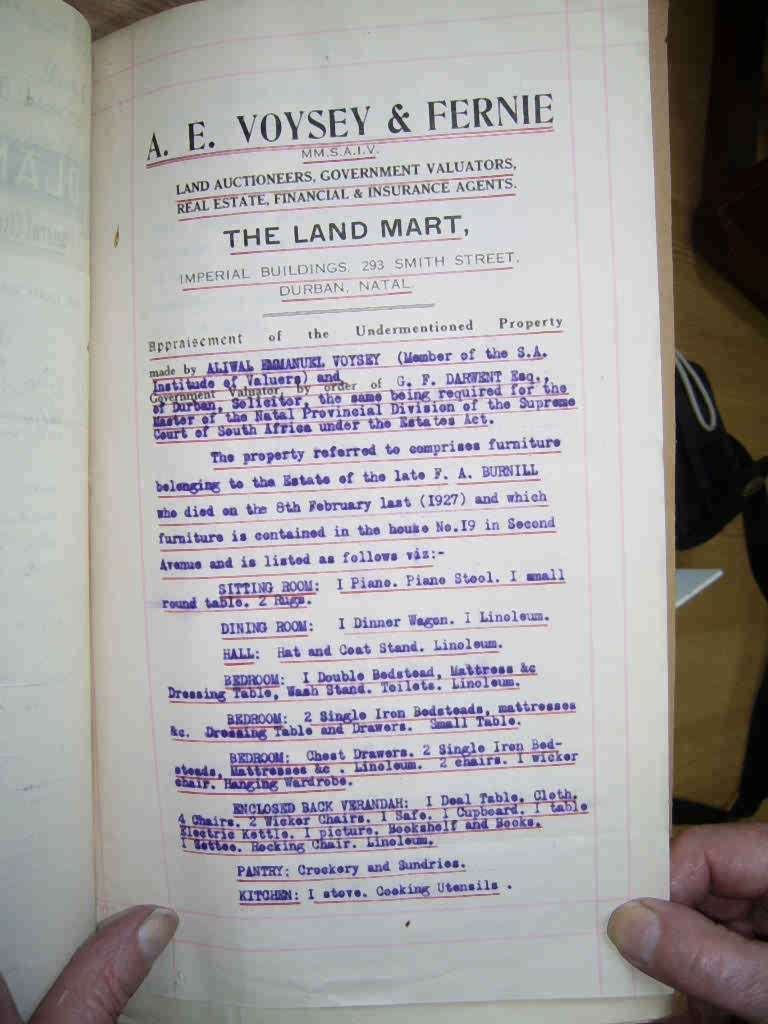 A. E. VOYSEY & FERNIE
MM.S.A.I.V.
LAND AUCTIONEERS, GOVERNMENT VALUATORS,
REAL ESTATE, FINANCIAL & INSURANCE AGENTS.
THE LAND MART,
IMPERIAL BUILDINGS. 293 SMITH STREET,
DURBAN, NATAL.
Appraisement of the Undermentioned Property
made by ALIWAL EMMANUEL VOYSEY (Member of the S.A.
Institute of Valuers) and
Government Valuator, by order of G. F. DARWENT Esq.,
of Durban, Solicitor, the same being required for the
Master of the Natal Provincial Division of the Supreme
Court of South Africa under the Estates Act.
The property referred to comprises furniture
belonging to the Estate of the late F. A. BURNILL
who died on the 8th February last (I927) and which
furniture is contained in the house No.I9 in Second
Avenue and is listed as follows viz:-
SITTING ROOM: I Piano. Piano Stool. I small
round table. 2 Rugs.
DINING ROOM: I Dinner Wagon. I Linoleum.
HALL: Hat and Coat Stand. Linoleum.
BEDROOM: I Double Bedstead, Mattress &c
Dressing Table, Wash Stand. Toilets. Linoleum.
BEDROOM: 2 Single Iron Bedsteads, mattresses
&c. Dressing Table and Drawers. Small Table.
BEDROOM: Chest Drawers. 2 Single Iron Bed-
steads, Mattresses &c . Linoleum. 2 chairs. I wicker
chair. Hanging Wardrobe.
ENCLOSED BACK VERANDAH: I Deal Table. Cloth.
4 Chairs. 2 Wicker Chairs. I Safe. I Cupboard. I table
Electric Kettle. I picture. Bookshelf and Books.
I Settee. Rocking Chair. Linoleum.
PANTRY: Crockery and Sundries.
KITCHEN: I stove. Cooking Utensils .